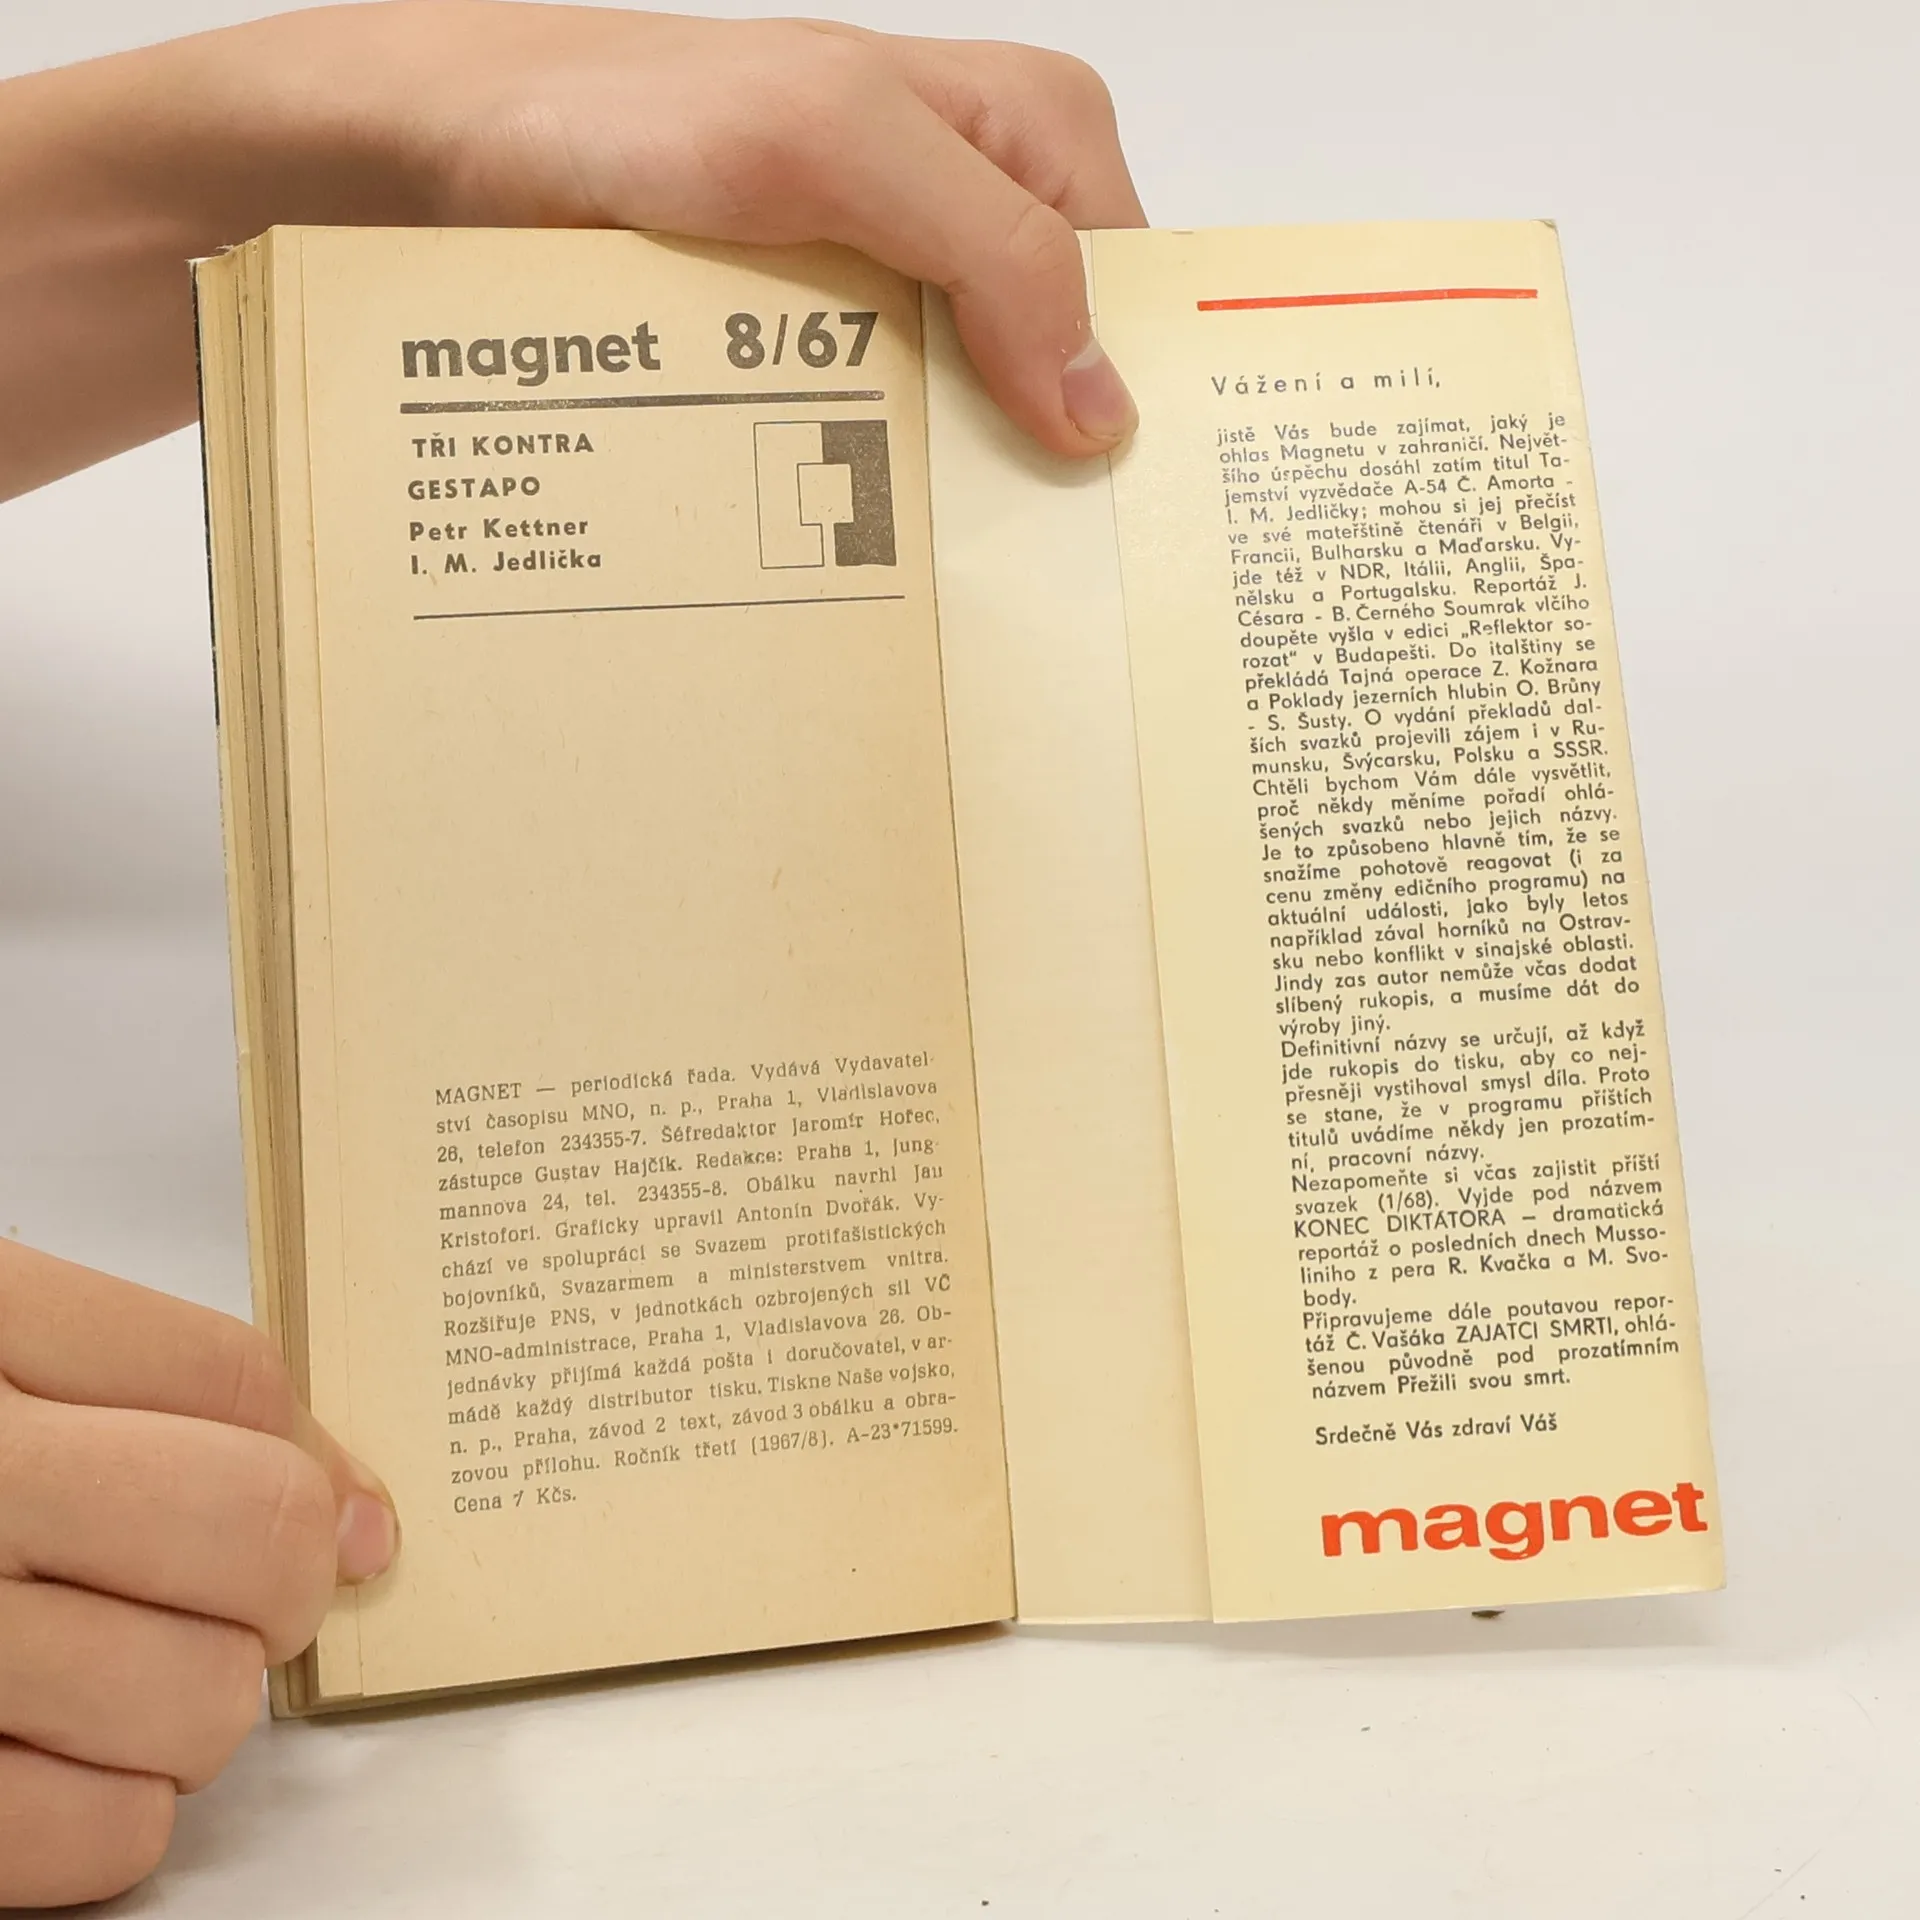 magnet 8/67
TŘI KONTRA
GESTAPO
Petr Kettner
I. M. Jedlička
MAGNET — periodická řada. Vydává Vydavatel-
ství časopisu MNO, n. p., Praha 1, Vladislavova
26, telefon 234355-7. Šéfredaktor Jaromír Hořec,
zástupce Gustav Hajčík. Redakce: Praha 1, Jung-
mannova 24, tel. 234355-8. Obálku navrhl Jan
Kristofori. Graficky upravil Antonín Dvořák. Vy-
chází ve spolupráci se Svazem protifašistických
bojovníků, Svazarmem a ministerstvem vnitra.
Rozšiřuje PNS, v jednotkách ozbrojených sil VČ
MNO-administrace, Praha 1, Vladislavova 26. Ob-
jednávky přijímá každá pošta i doručovatel, v ar-
mádě každý distributor tisku. Tiskne Naše vojsko,
n. p., Praha, závod 2 text, závod 3 obálku a obra-
zovou přílohu. Ročník třetí (1967/8). A-23*71599.
Cena 7 Kčs.
Vážení a milí,
jistě Vás bude zajímat, jaký je
ohlas Magnetu v zahraničí. Největ-
šího úspěchu dosáhl zatím titul Ta-
jemství vyzvědače A-54 Č. Amorta -
I. M. Jedličky; mohou si jej přečíst
ve své mateřštině čtenáři v Belgii,
Francii, Bulharsku a Maďarsku. Vy-
jde též v NDR, Itálii, Anglii, Špa-
nělsku a Portugalsku. Reportáž J.
Césara - B. Černého Soumrak vlčího
doupěte vyšla v edici „Reflektor so-
rozat“ v Budapešti. Do italštiny se
překládá Tajná operace Z. Kožnara
a Poklady jezerních hlubin O. Brůny
- S. Šusty. O vydání překladů dal-
ších svazků projevili zájem i v Ru-
munsku, Švýcarsku, Polsku a SSSR.
Chtěli bychom Vám dále vysvětlit,
proč někdy měníme pořadí ohlá-
šených svazků nebo jejich názvy.
Je to způsobeno hlavně tím, že se
snažíme pohotově reagovat (i za
cenu změny edičního programu) na
aktuální události, jako byly letos
například zával horníků na Ostrav-
sku nebo konflikt v sinajské oblasti.
Jindy zas autor nemůže včas dodat
slíbený rukopis, a musíme dát do
výroby jiný.
Definitivní názvy se určují, až když
jde rukopis do tisku, aby co nej-
přesněji vystihoval smysl díla. Proto
se stane, že v programu příštích
titulů uvádíme někdy jen prozatím-
ní, pracovní názvy.
Nezapomeňte si včas zajistit příští
svazek (1/68). Vyjde pod názvem
KONEC DIKTÁTORA — dramatická
reportáž o posledních dnech Musso-
liniho z pera R. Kvačka a M. Svo-
body.
Připravujeme dále poutavou repor-
táž Č. Vašáka ZAJATCI SMRTI, ohlá-
šenou původně pod prozatímním
názvem Přežili svou smrt.
Srdečně Vás zdraví Váš
magnet